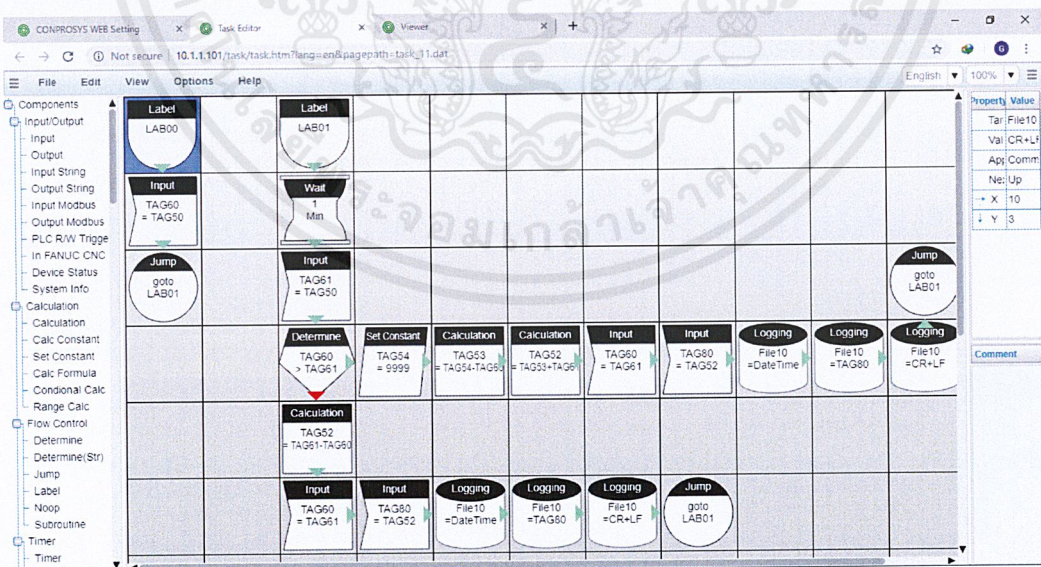 CONPROSYS WEB Setting
Task Editor
Viewer
Not secure 10.1.1.101/task/task.htm?lang=en&pagepath=task_11.dat
G
File Edit View Options Help
English 100%
Components
Input/Output
Input
Output
Input String
Output String
Input Modbus
Output Modbus
PLC R/W Trigge
In FANUC CNC
Device Status
System Info
Calculation
Calculation
Calc Constant
Set Constant
Calc Formula
Condional Calc
Range Calc
Flow Control
Determine
Determine(Str)
Jump
Label
Noop
Subroutine
Timer
Timer
Label
LAB00
Label
LAB01
Input
TAG60
= TAG50
Wait
1
Min
Jump
goto
LAB01
Input
TAG61
= TAG50
Jump
goto
LAB01
Determine
TAG60
> TAG61
Set Constant
TAG54
= 9999
Calculation
TAG53
= TAG54-TAG60
Calculation
TAG52
= TAG53+TAG6
Input
TAG60
= TAG61
Input
TAG80
= TAG52
Logging
File10
=DateTime
Logging
File10
=TAG80
Logging
File10
=CR+LF
Calculation
TAG52
= TAG61-TAG60
Input
TAG60
= TAG61
Input
TAG80
= TAG52
Logging
File10
=DateTime
Logging
File10
=TAG80
Logging
File10
=CR+LF
Jump
goto
LAB01
Property Value
Tar File10
Val CR+LF
App Comm
Ne Up
X 10
Y 3
Comment